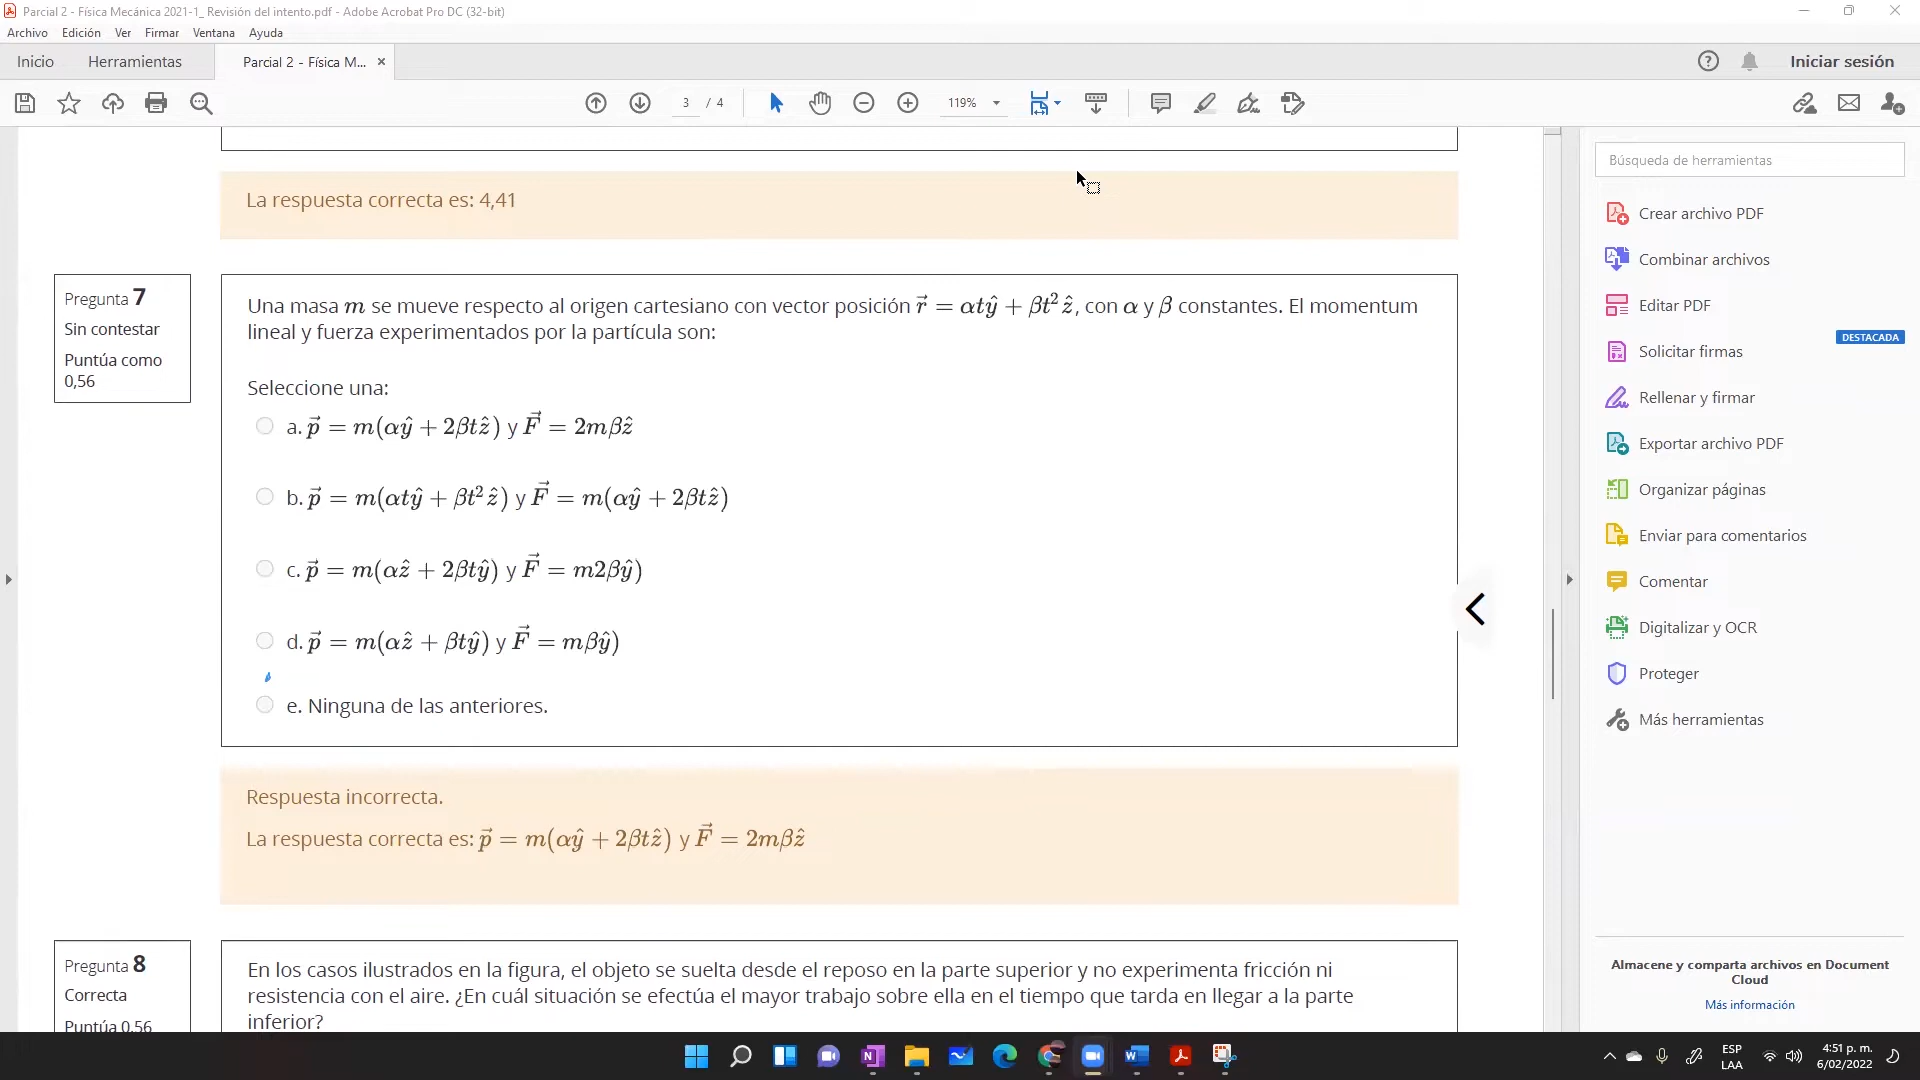 Parcial 2 - Física Mecánica 2021-1_ Revisión del intento.pdf - Adobe Acrobat Pro DC (32-bit)
Archivo Edición Ver Firmar Ventana Ayuda
Inicio Herramientas Parcial 2 - Física M... × Iniciar sesión
3 / 4 119%
La respuesta correcta es: 4,41
Pregunta 7
Sin contestar
Puntúa como
0,56
Una masa m se mueve respecto al origen cartesiano con vector posición r⃗ = αtŷ + βt²ẑ, con α y β constantes. El momentum
lineal y fuerza experimentados por la partícula son:
Seleccione una:
a. p⃗ = m(αŷ + 2βtẑ) y F⃗ = 2mβẑ
b. p⃗ = m(αtŷ + βt²ẑ) y F⃗ = m(αŷ + 2βtẑ)
c. p⃗ = m(αẑ + 2βtŷ) y F⃗ = m2βŷ)
d. p⃗ = m(αẑ + βtŷ) y F⃗ = mβŷ)
e. Ninguna de las anteriores.
Respuesta incorrecta.
La respuesta correcta es: p⃗ = m(αŷ + 2βtẑ) y F⃗ = 2mβẑ
Pregunta 8
Correcta
Puntúa 0,56
En los casos ilustrados en la figura, el objeto se suelta desde el reposo en la parte superior y no experimenta fricción ni
resistencia con el aire. ¿En cuál situación se efectúa el mayor trabajo sobre ella en el tiempo que tarda en llegar a la parte
inferior?
Búsqueda de herramientas
Crear archivo PDF
Combinar archivos
Editar PDF
DESTACADA
Solicitar firmas
Rellenar y firmar
Exportar archivo PDF
Organizar páginas
Enviar para comentarios
Comentar
Digitalizar y OCR
Proteger
Más herramientas
Almacene y comparta archivos en Document
Cloud
Más información
ESP
LAA
4:51 p. m.
6/02/2022